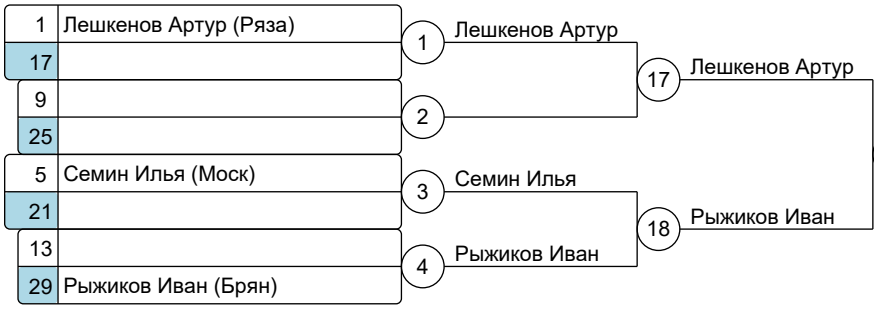 1 Лешкенов Артур (Ряза)
17
9
25
5 Семин Илья (Моск)
21
13
29 Рыжиков Иван (Брян)
1 Лешкенов Артур
2
3 Семин Илья
4 Рыжиков Иван
17 Лешкенов Артур
18 Рыжиков Иван